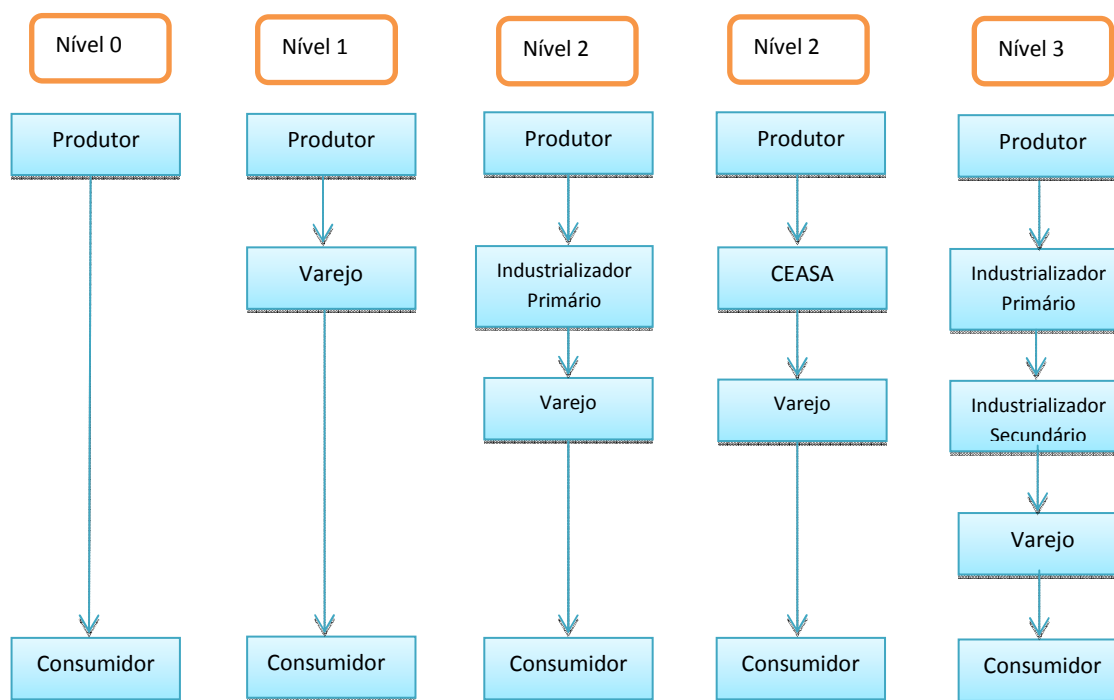 Nível 0
Nível 1
Nível 2
Nível 2
Nível 3
Produtor
Produtor
Produtor
Produtor
Produtor
Varejo
Industrializador
Primário
CEASA
Industrializador
Primário
Varejo
Varejo
Industrializador
Secundário
Varejo
Consumidor
Consumidor
Consumidor
Consumidor
Consumidor